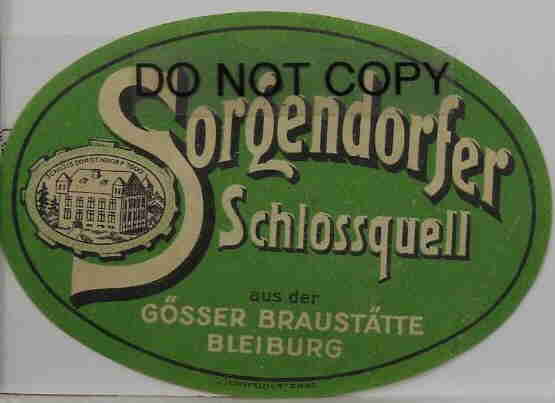 DO NOT COPY
Sorgendorfer
Schlossquell
aus der
GÖSSER BRAUSTÄTTE
BLEIBURG